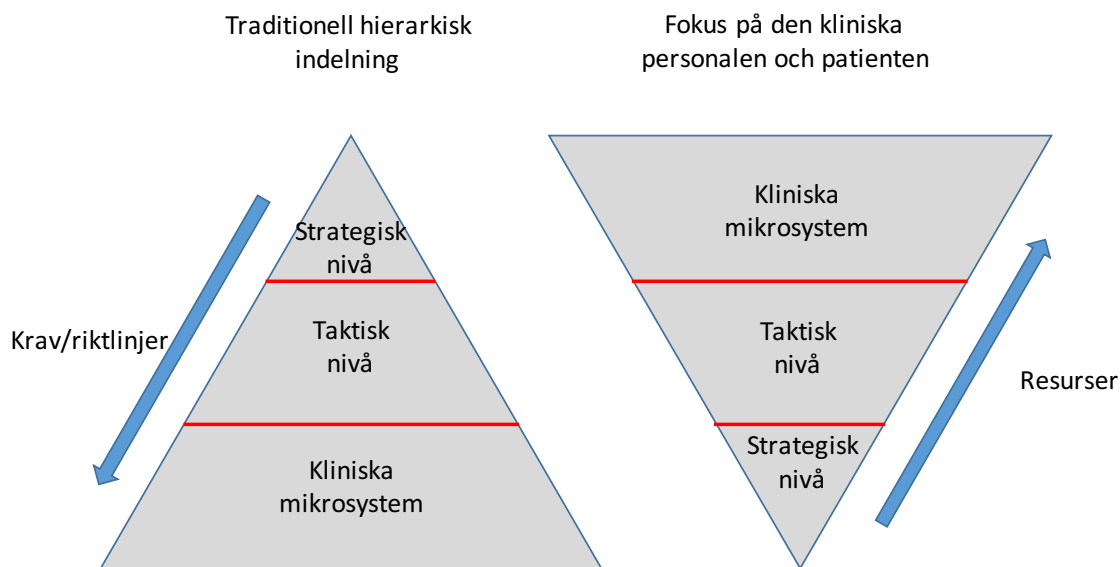 Traditionell hierarkisk
indelning
Fokus på den kliniska
personalen och patienten
Krav/riktlinjer
Strategisk
nivå
Taktisk
nivå
Kliniska
mikrosystem
Kliniska
mikrosystem
Taktisk
nivå
Strategisk
nivå
Resurser